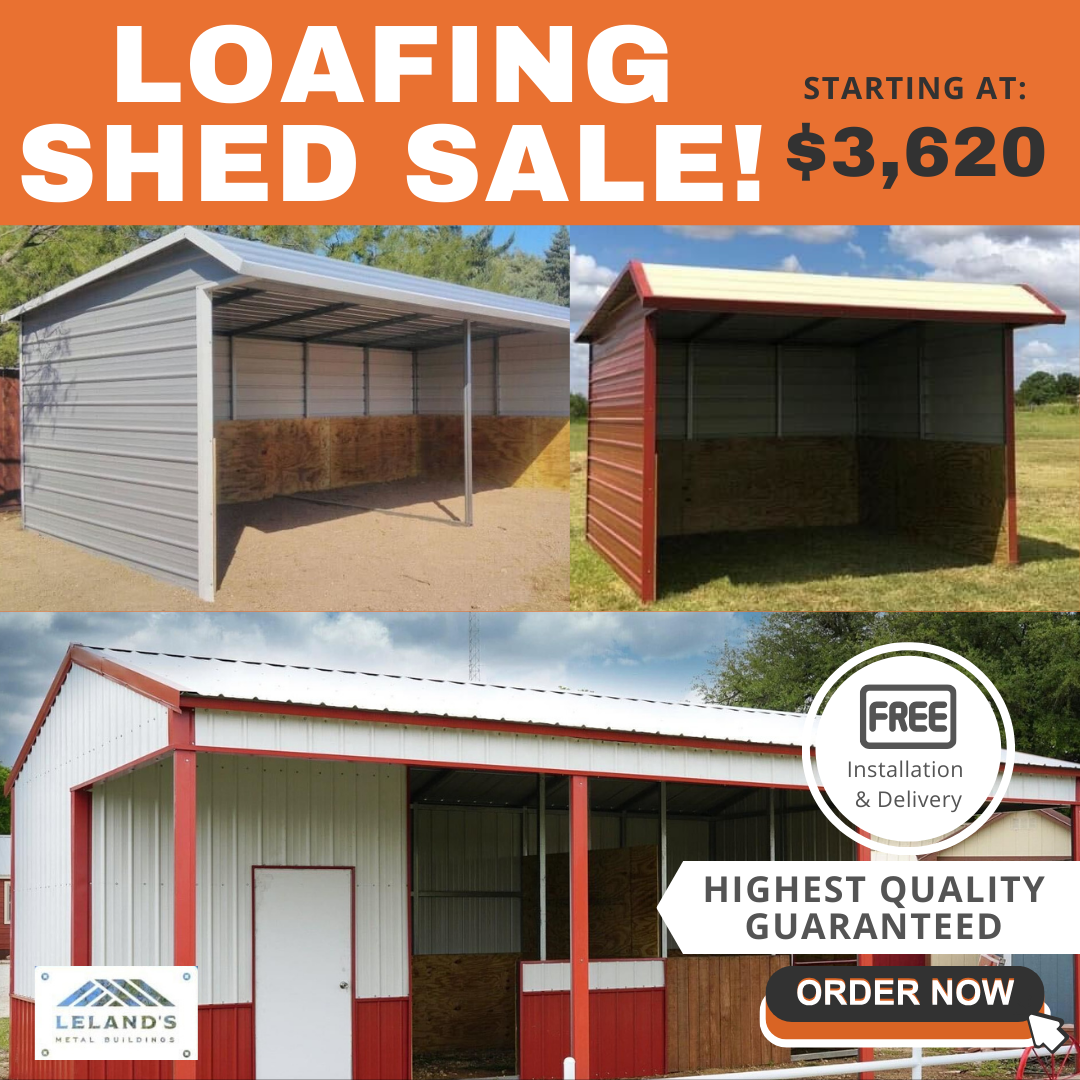 LOAFING
SHED SALE!
STARTING AT:
$3,620
FREE
Installation
& Delivery
HIGHEST QUALITY
GUARANTEED
ORDER NOW
LELAND'S
METAL BUILDINGS